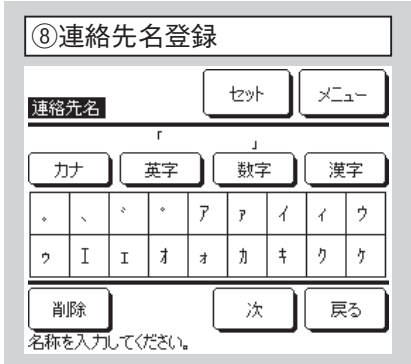 ⑧連絡先名登録
連絡先名 セット メニュー
「 」
カナ 英字 数字 漢字
。 、 ゛ ゜ ア ァ イ ィ ウ
ゥ エ ェ オ ォ カ キ ク ケ
削除 次 戻る
名称を入力してください。